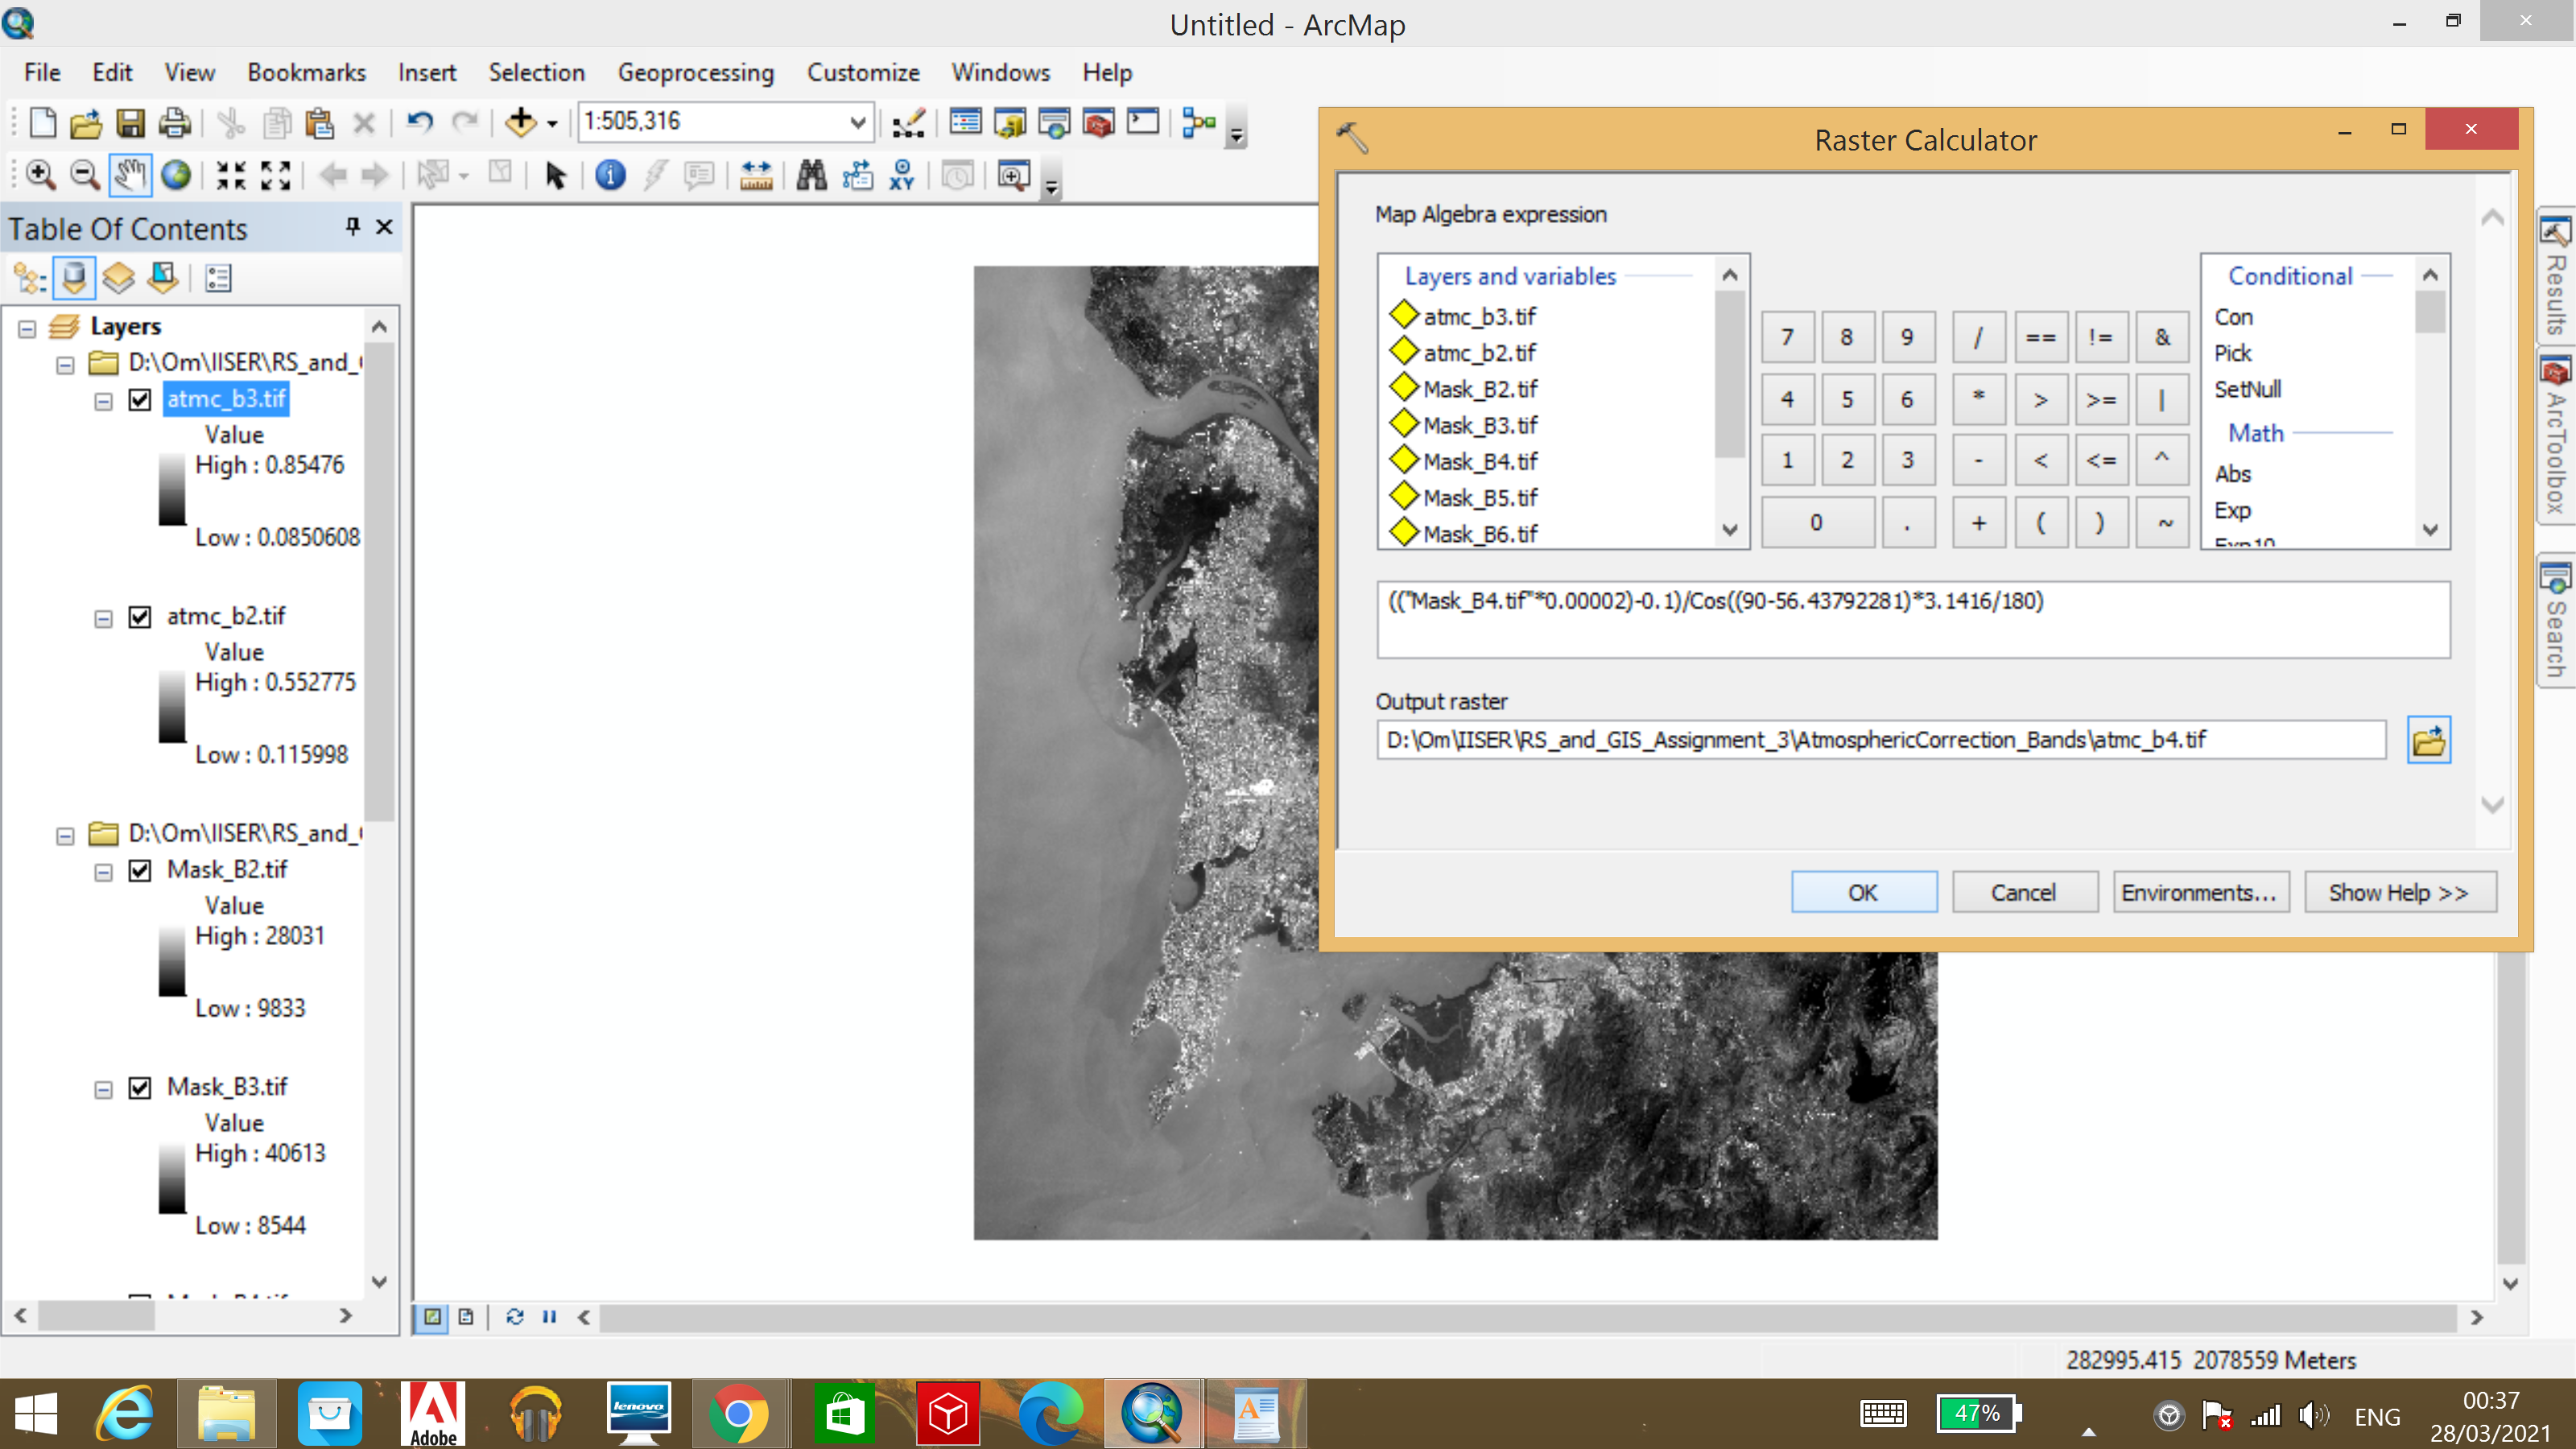 Untitled - ArcMap
File Edit View Bookmarks Insert Selection Geoprocessing Customize Windows Help
1:505,316
Table Of Contents
Layers
D:\Om\IISER\RS_and_
atmc_b3.tif
Value
High : 0.85476
Low : 0.0850608
atmc_b2.tif
Value
High : 0.552775
Low : 0.115998
D:\Om\IISER\RS_and_
Mask_B2.tif
Value
High : 28031
Low : 9833
Mask_B3.tif
Value
High : 40613
Low : 8544
Raster Calculator
Map Algebra expression
Layers and variables
atmc_b3.tif
atmc_b2.tif
Mask_B2.tif
Mask_B3.tif
Mask_B4.tif
Mask_B5.tif
Mask_B6.tif
7 8 9 / == != &
4 5 6 * > >= |
1 2 3 - < <= ^
0 . + ( ) ~
Conditional
Con
Pick
SetNull
Math
Abs
Exp
Exp10
(("Mask_B4.tif"*0.00002)-0.1)/Cos((90-56.43792281)*3.1416/180)
Output raster
D:\Om\IISER\RS_and_GIS_Assignment_3\AtmosphericCorrection_Bands\atmc_b4.tif
OK Cancel Environments... Show Help >>
Results
ArcToolbox
Search
282995.415 2078559 Meters
Adobe
lenovo
47%
ENG
00:37
28/03/2021